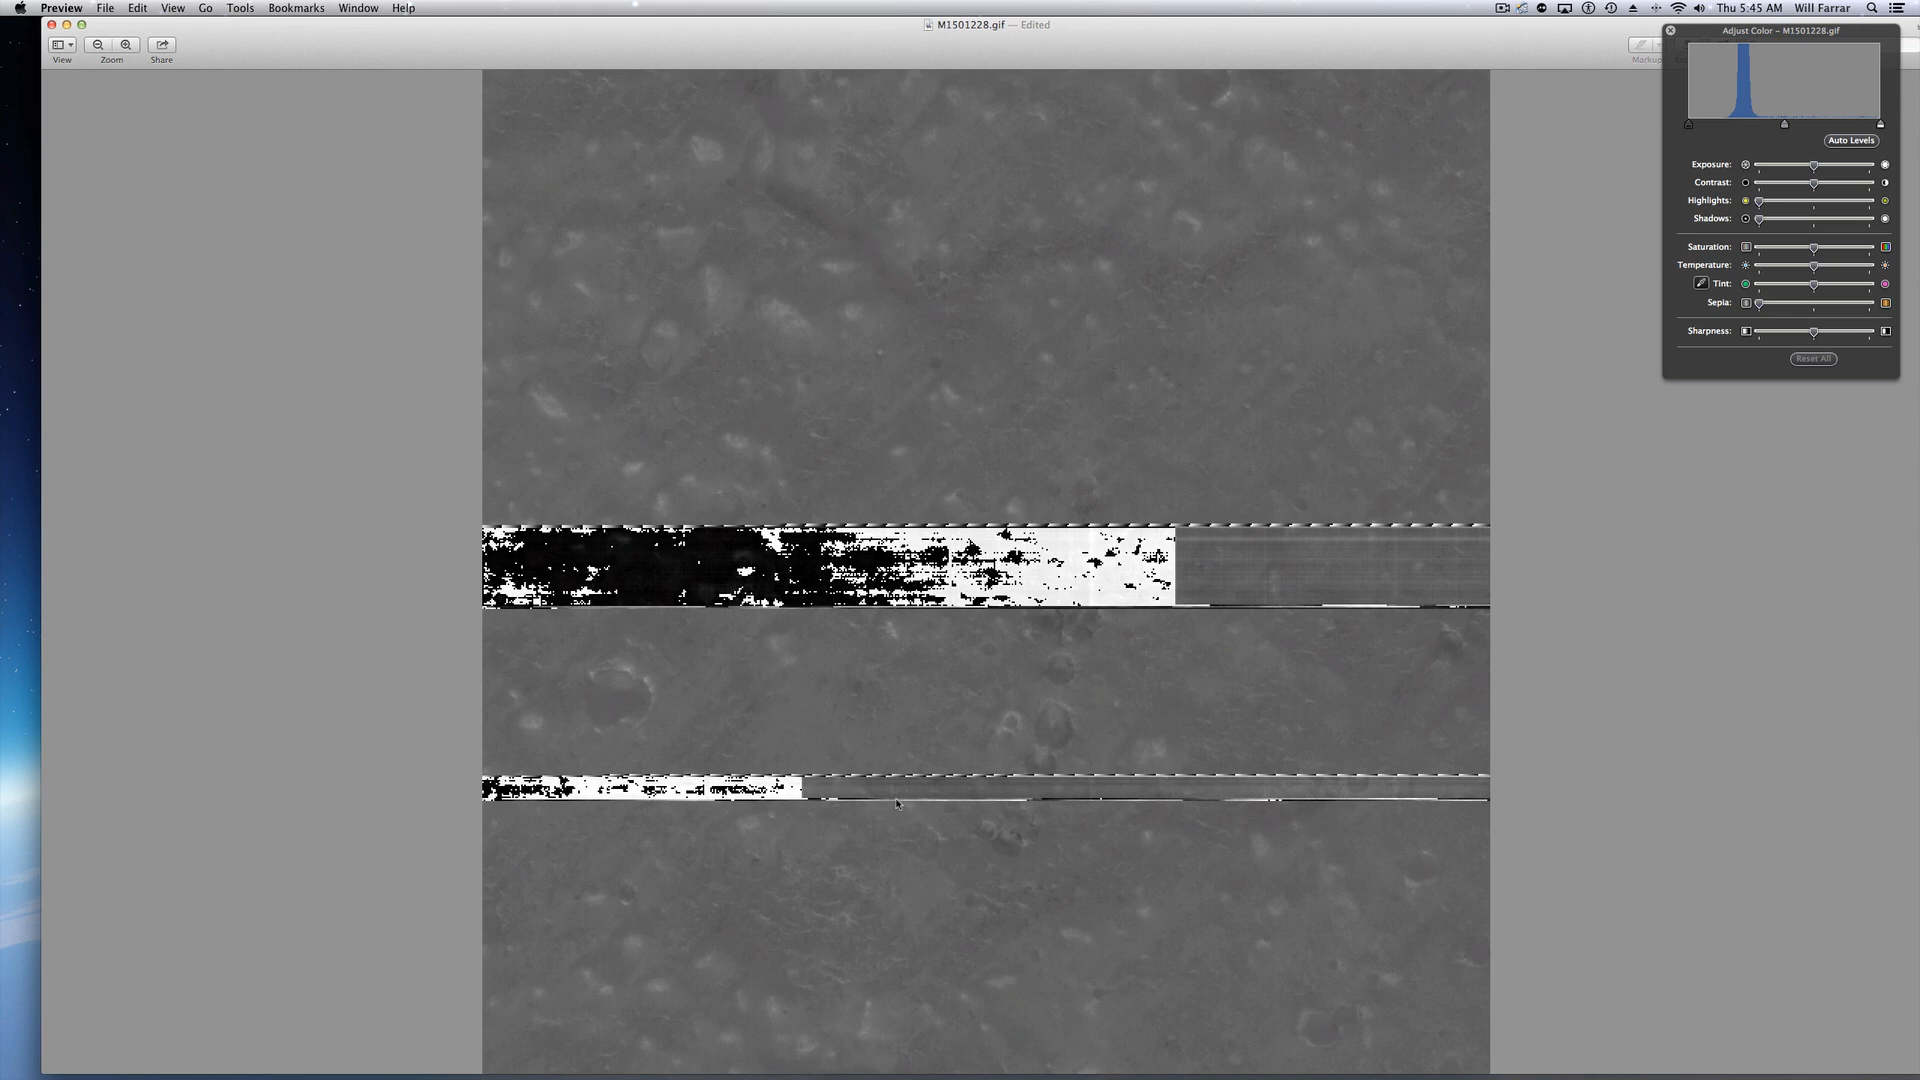 Preview File Edit View Go Tools Bookmarks Window Help Thu 5:45 AM Will Farrar
M1501228.gif — Edited
View Zoom Share
Adjust Color – M1501228.gif
Auto Levels
Exposure:
Contrast:
Highlights:
Shadows:
Saturation:
Temperature:
Tint:
Sepia:
Sharpness:
Reset All